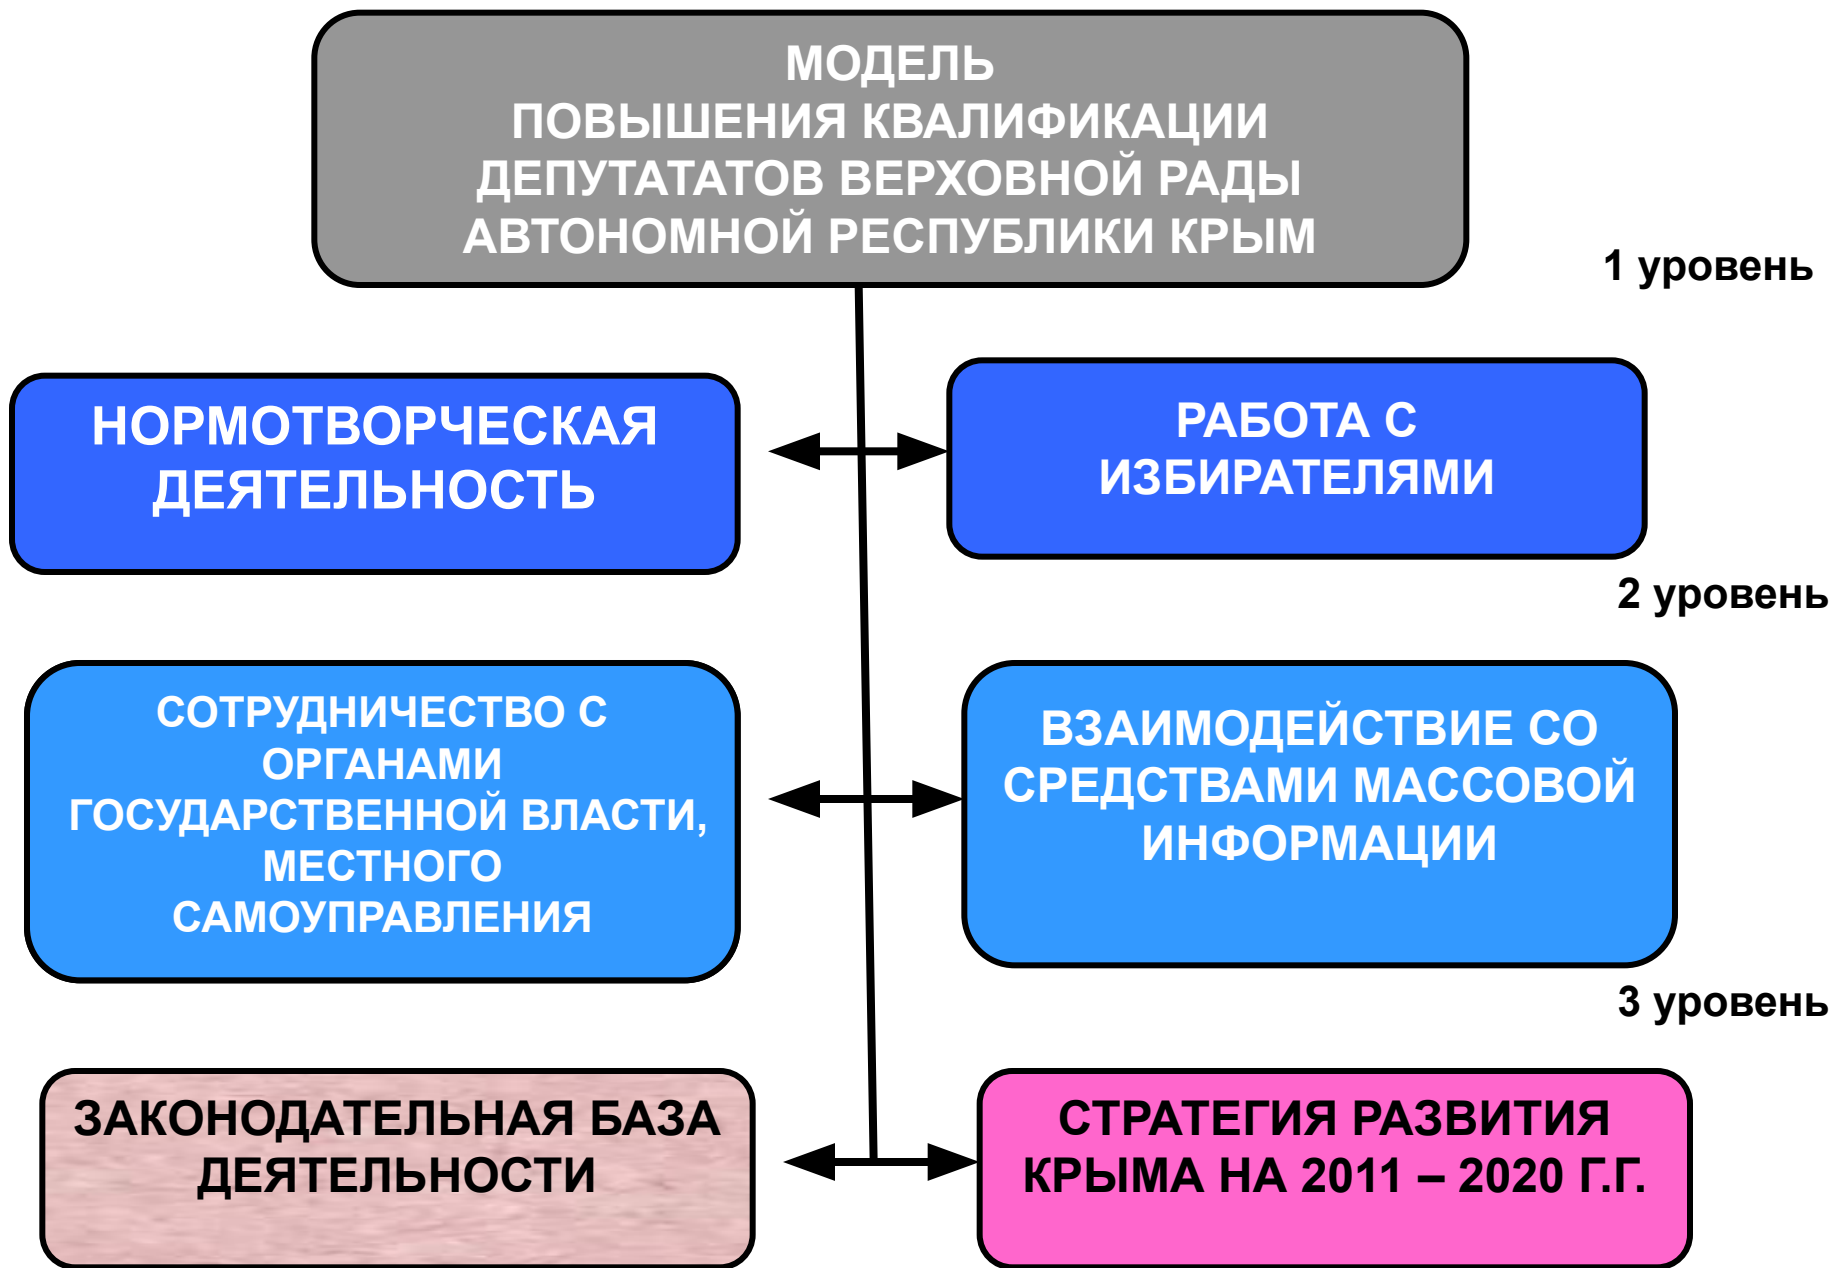 МОДЕЛЬ
ПОВЫШЕНИЯ КВАЛИФИКАЦИИ
ДЕПУТАТАТОВ ВЕРХОВНОЙ РАДЫ
АВТОНОМНОЙ РЕСПУБЛИКИ КРЫМ
1 уровень
НОРМОТВОРЧЕСКАЯ
ДЕЯТЕЛЬНОСТЬ
РАБОТА С
ИЗБИРАТЕЛЯМИ
2 уровень
СОТРУДНИЧЕСТВО С
ОРГАНАМИ
ГОСУДАРСТВЕННОЙ ВЛАСТИ,
МЕСТНОГО
САМОУПРАВЛЕНИЯ
ВЗАИМОДЕЙСТВИЕ СО
СРЕДСТВАМИ МАССОВОЙ
ИНФОРМАЦИИ
3 уровень
ЗАКОНОДАТЕЛЬНАЯ БАЗА
ДЕЯТЕЛЬНОСТИ
СТРАТЕГИЯ РАЗВИТИЯ
КРЫМА НА 2011 – 2020 Г.Г.